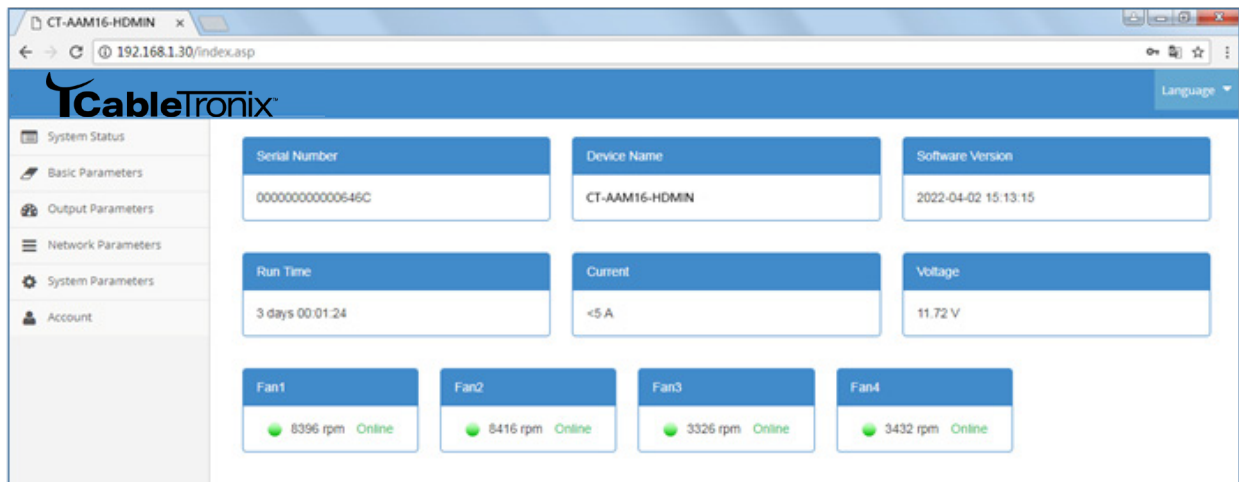 CT-AAM16-HDMIN
192.168.1.30/index.asp
CableTronix™
Language
System Status
Basic Parameters
Output Parameters
Network Parameters
System Parameters
Account
Serial Number
000000000000646C
Device Name
CT-AAM16-HDMIN
Software Version
2022-04-02 15:13:15
Run Time
3 days 00:01:24
Current
<5 A
Voltage
11.72 V
Fan1
8396 rpm Online
Fan2
8416 rpm Online
Fan3
3326 rpm Online
Fan4
3432 rpm Online